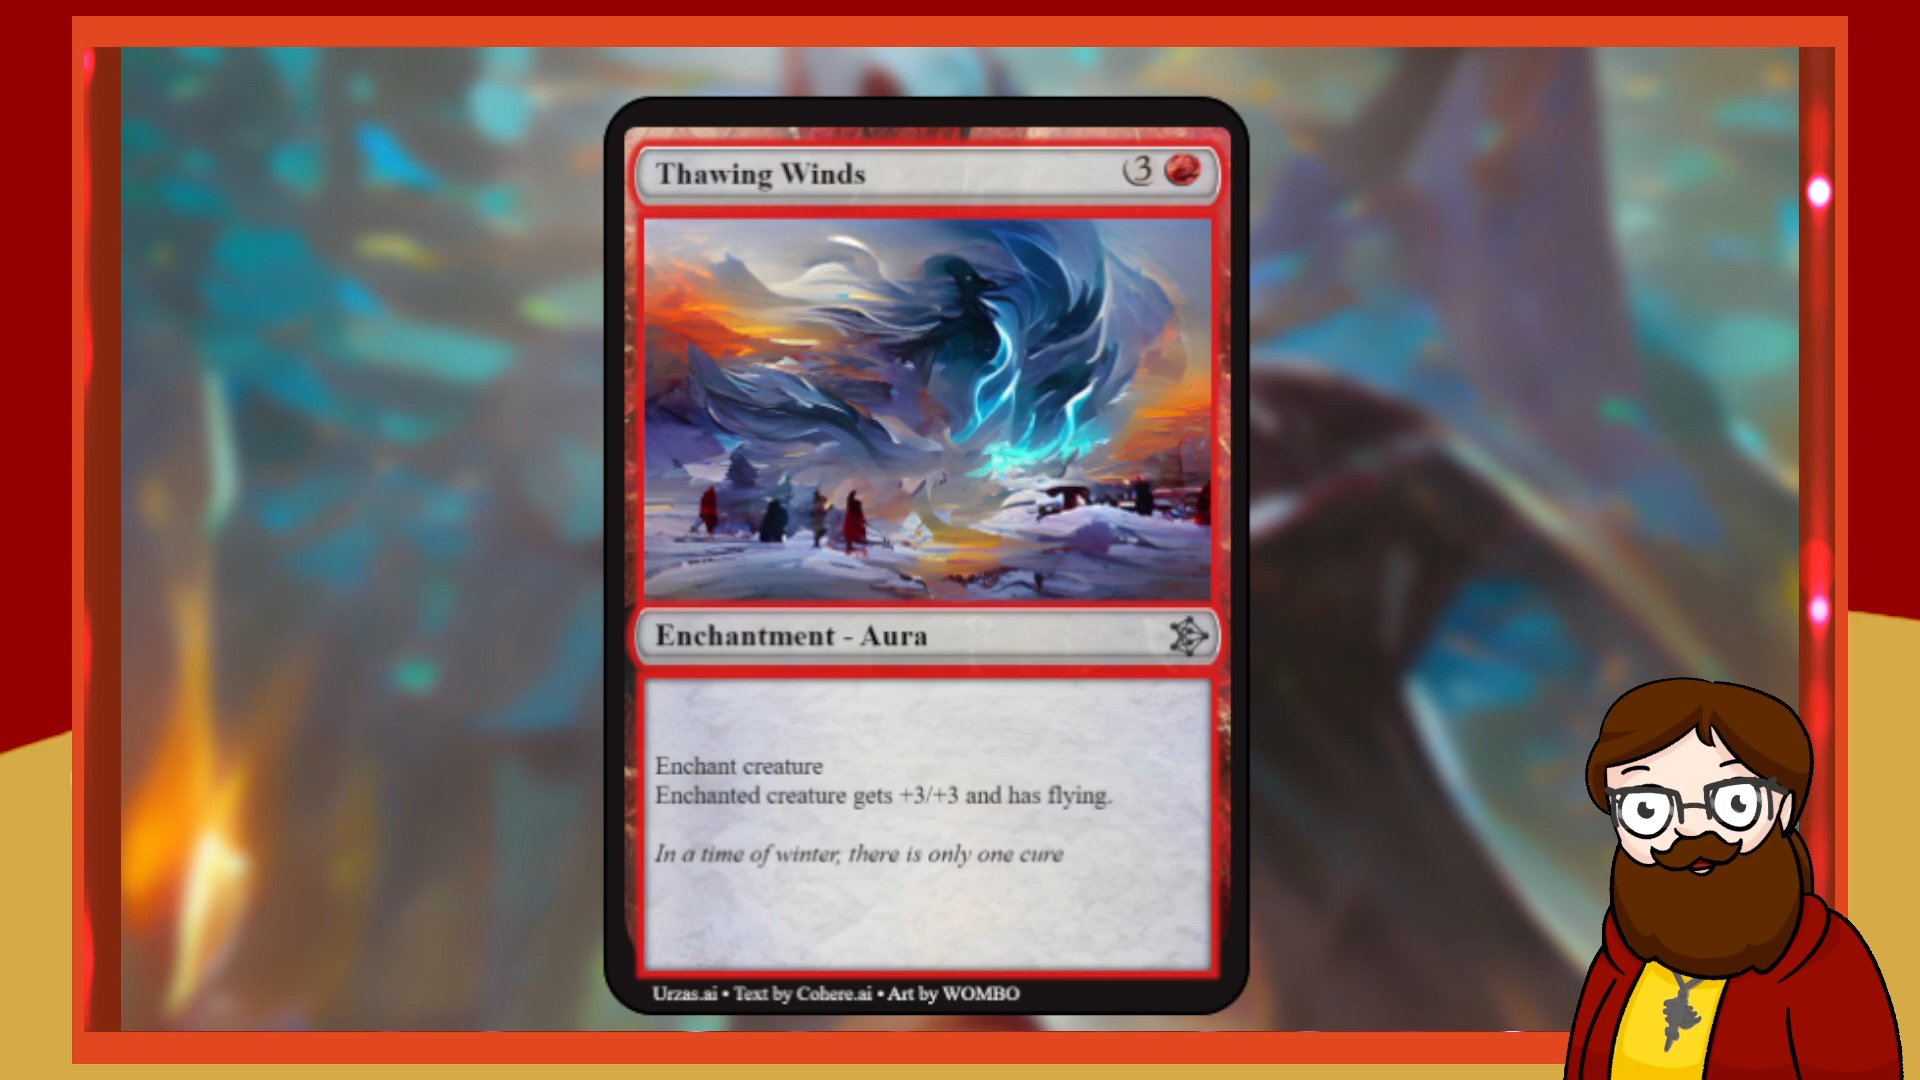 Thawing Winds 3
Enchantment - Aura
Enchant creature
Enchanted creature gets +3/+3 and has flying.
In a time of winter, there is only one cure
Urzas.ai • Text by Cohere.ai • Art by WOMBO